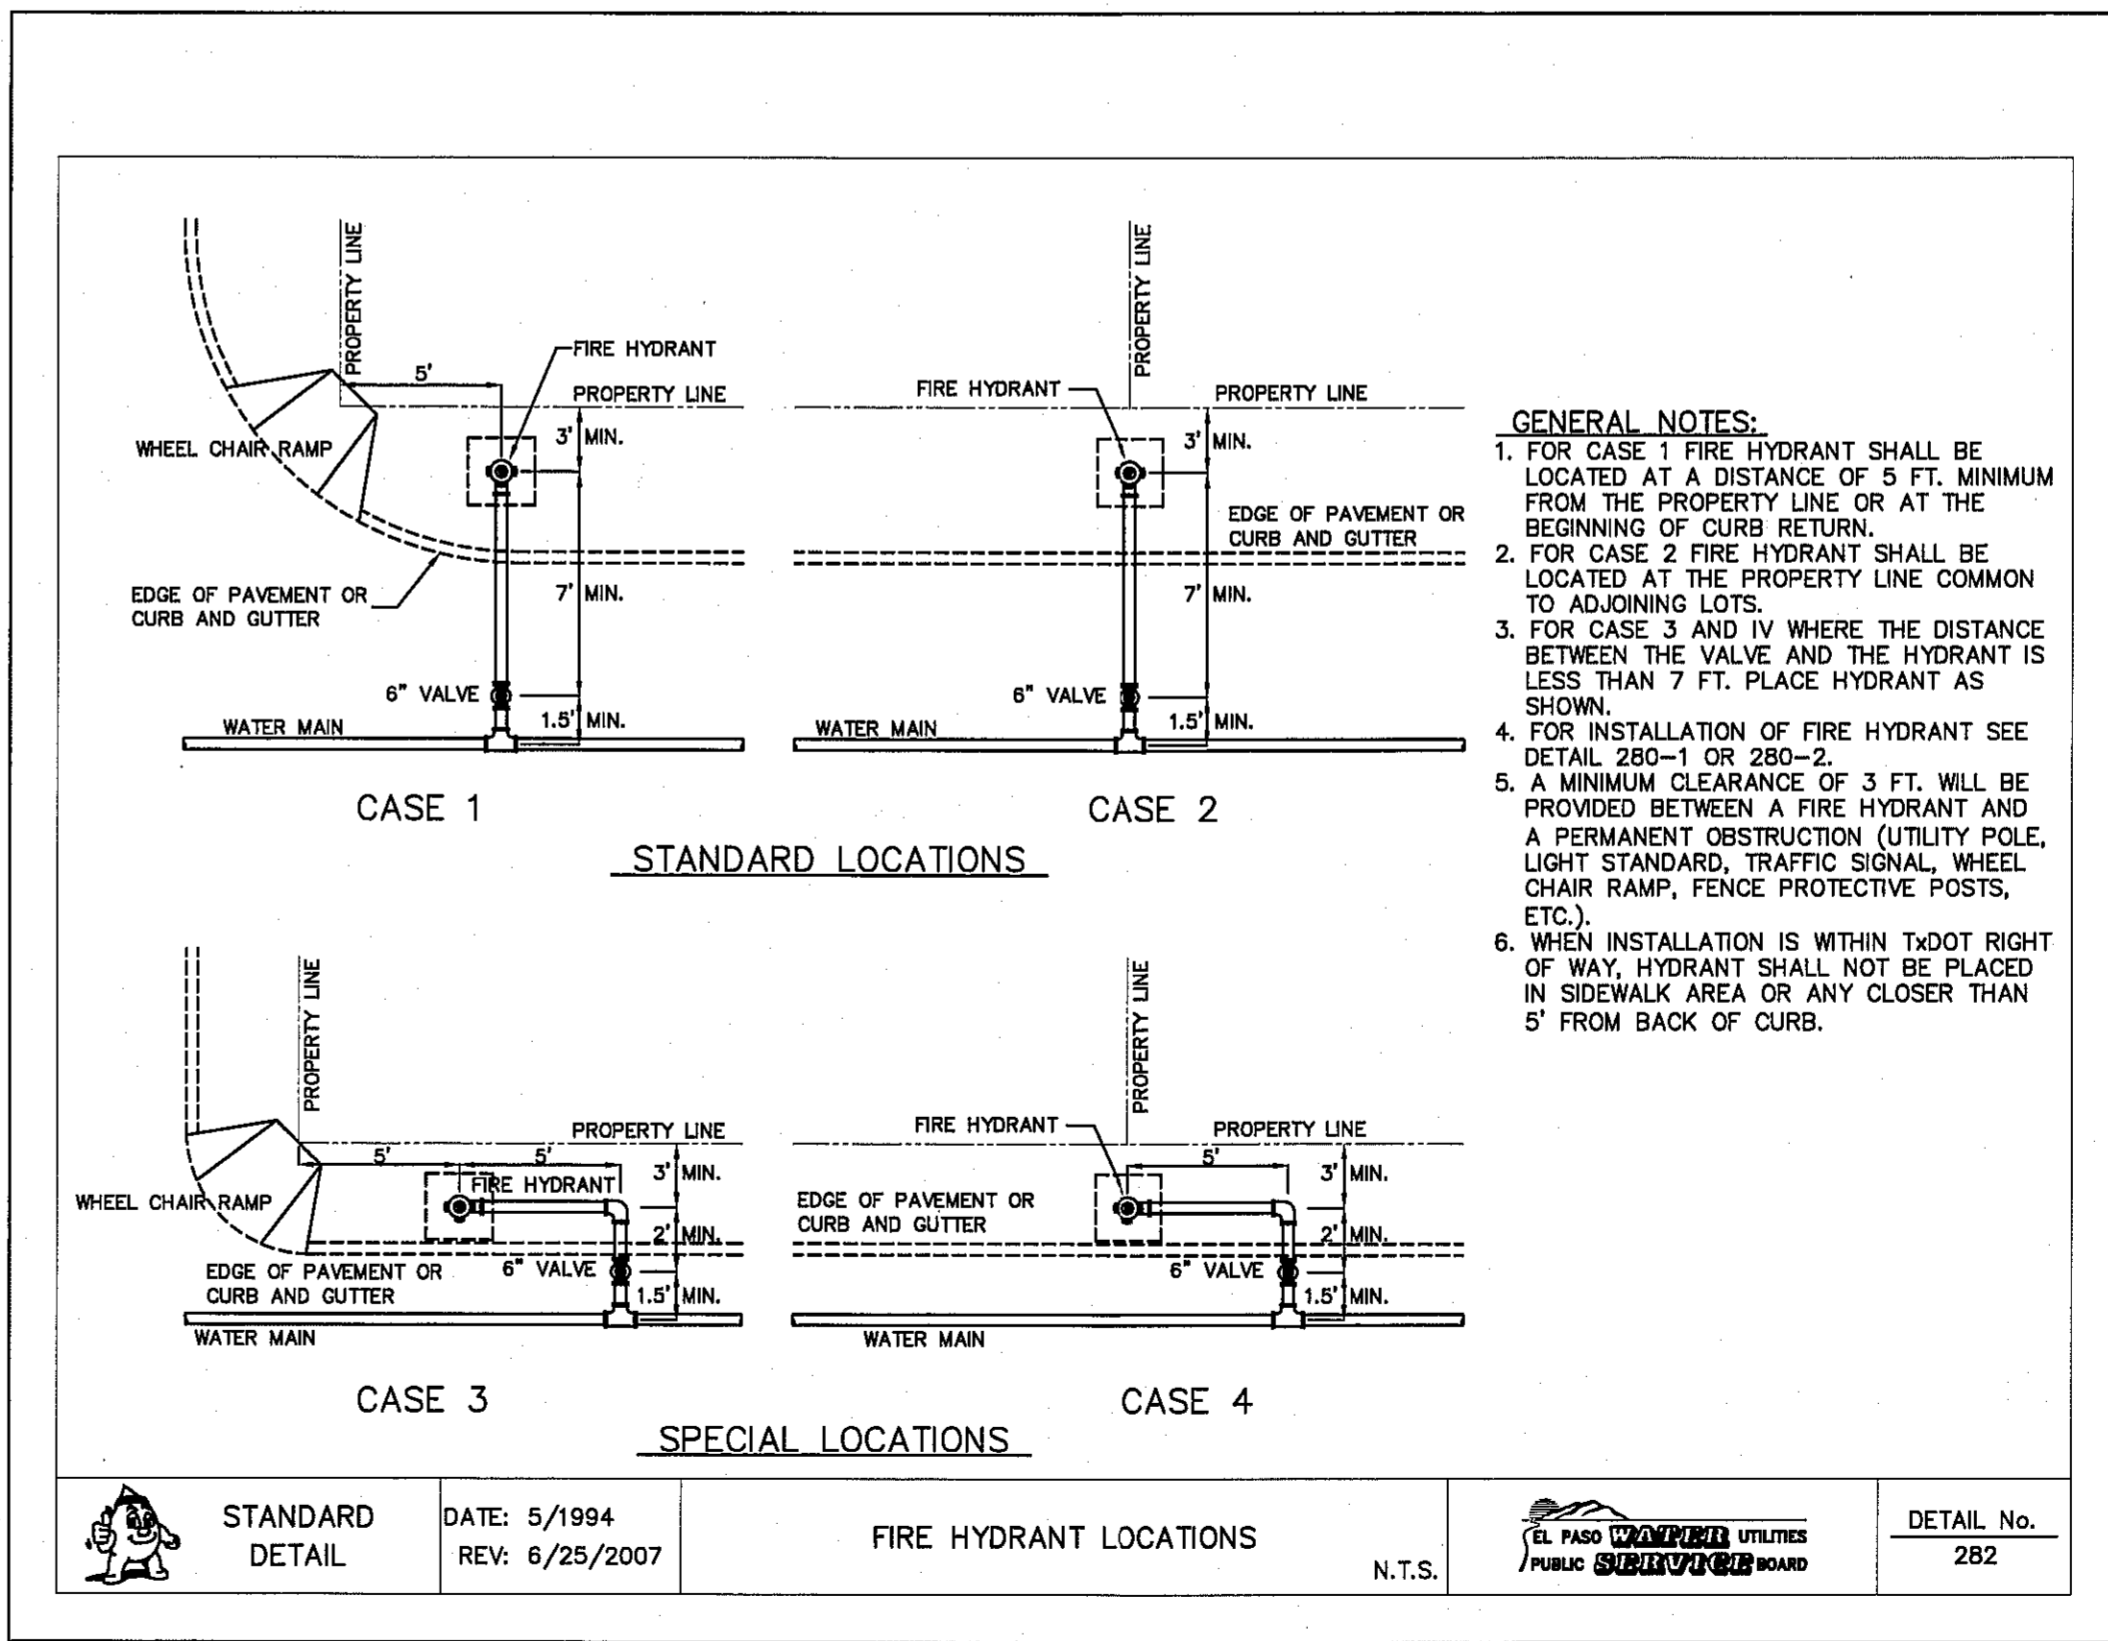 PROPERTY LINE
5'
FIRE HYDRANT
PROPERTY LINE
3' MIN.
WHEEL CHAIR RAMP
EDGE OF PAVEMENT OR
CURB AND GUTTER
7' MIN.
6" VALVE
1.5' MIN.
WATER MAIN
CASE 1
PROPERTY LINE
FIRE HYDRANT
PROPERTY LINE
3' MIN.
EDGE OF PAVEMENT OR
CURB AND GUTTER
7' MIN.
6" VALVE
1.5' MIN.
WATER MAIN
CASE 2
STANDARD LOCATIONS
PROPERTY LINE
PROPERTY LINE
5'
5'
3' MIN.
FIRE HYDRANT
WHEEL CHAIR RAMP
2' MIN.
EDGE OF PAVEMENT OR
CURB AND GUTTER
6" VALVE
1.5' MIN.
WATER MAIN
CASE 3
PROPERTY LINE
FIRE HYDRANT
PROPERTY LINE
5'
3' MIN.
EDGE OF PAVEMENT OR
CURB AND GUTTER
2' MIN.
6" VALVE
1.5' MIN.
WATER MAIN
CASE 4
SPECIAL LOCATIONS
GENERAL NOTES:
1. FOR CASE 1 FIRE HYDRANT SHALL BE
LOCATED AT A DISTANCE OF 5 FT. MINIMUM
FROM THE PROPERTY LINE OR AT THE
BEGINNING OF CURB RETURN.
2. FOR CASE 2 FIRE HYDRANT SHALL BE
LOCATED AT THE PROPERTY LINE COMMON
TO ADJOINING LOTS.
3. FOR CASE 3 AND IV WHERE THE DISTANCE
BETWEEN THE VALVE AND THE HYDRANT IS
LESS THAN 7 FT. PLACE HYDRANT AS
SHOWN.
4. FOR INSTALLATION OF FIRE HYDRANT SEE
DETAIL 280-1 OR 280-2.
5. A MINIMUM CLEARANCE OF 3 FT. WILL BE
PROVIDED BETWEEN A FIRE HYDRANT AND
A PERMANENT OBSTRUCTION (UTILITY POLE,
LIGHT STANDARD, TRAFFIC SIGNAL, WHEEL
CHAIR RAMP, FENCE PROTECTIVE POSTS,
ETC.).
6. WHEN INSTALLATION IS WITHIN TxDOT RIGHT
OF WAY, HYDRANT SHALL NOT BE PLACED
IN SIDEWALK AREA OR ANY CLOSER THAN
5' FROM BACK OF CURB.
STANDARD
DETAIL
DATE: 5/1994
REV: 6/25/2007
FIRE HYDRANT LOCATIONS
N.T.S.
EL PASO WATER UTILITIES
PUBLIC SERVICE BOARD
DETAIL No.
282